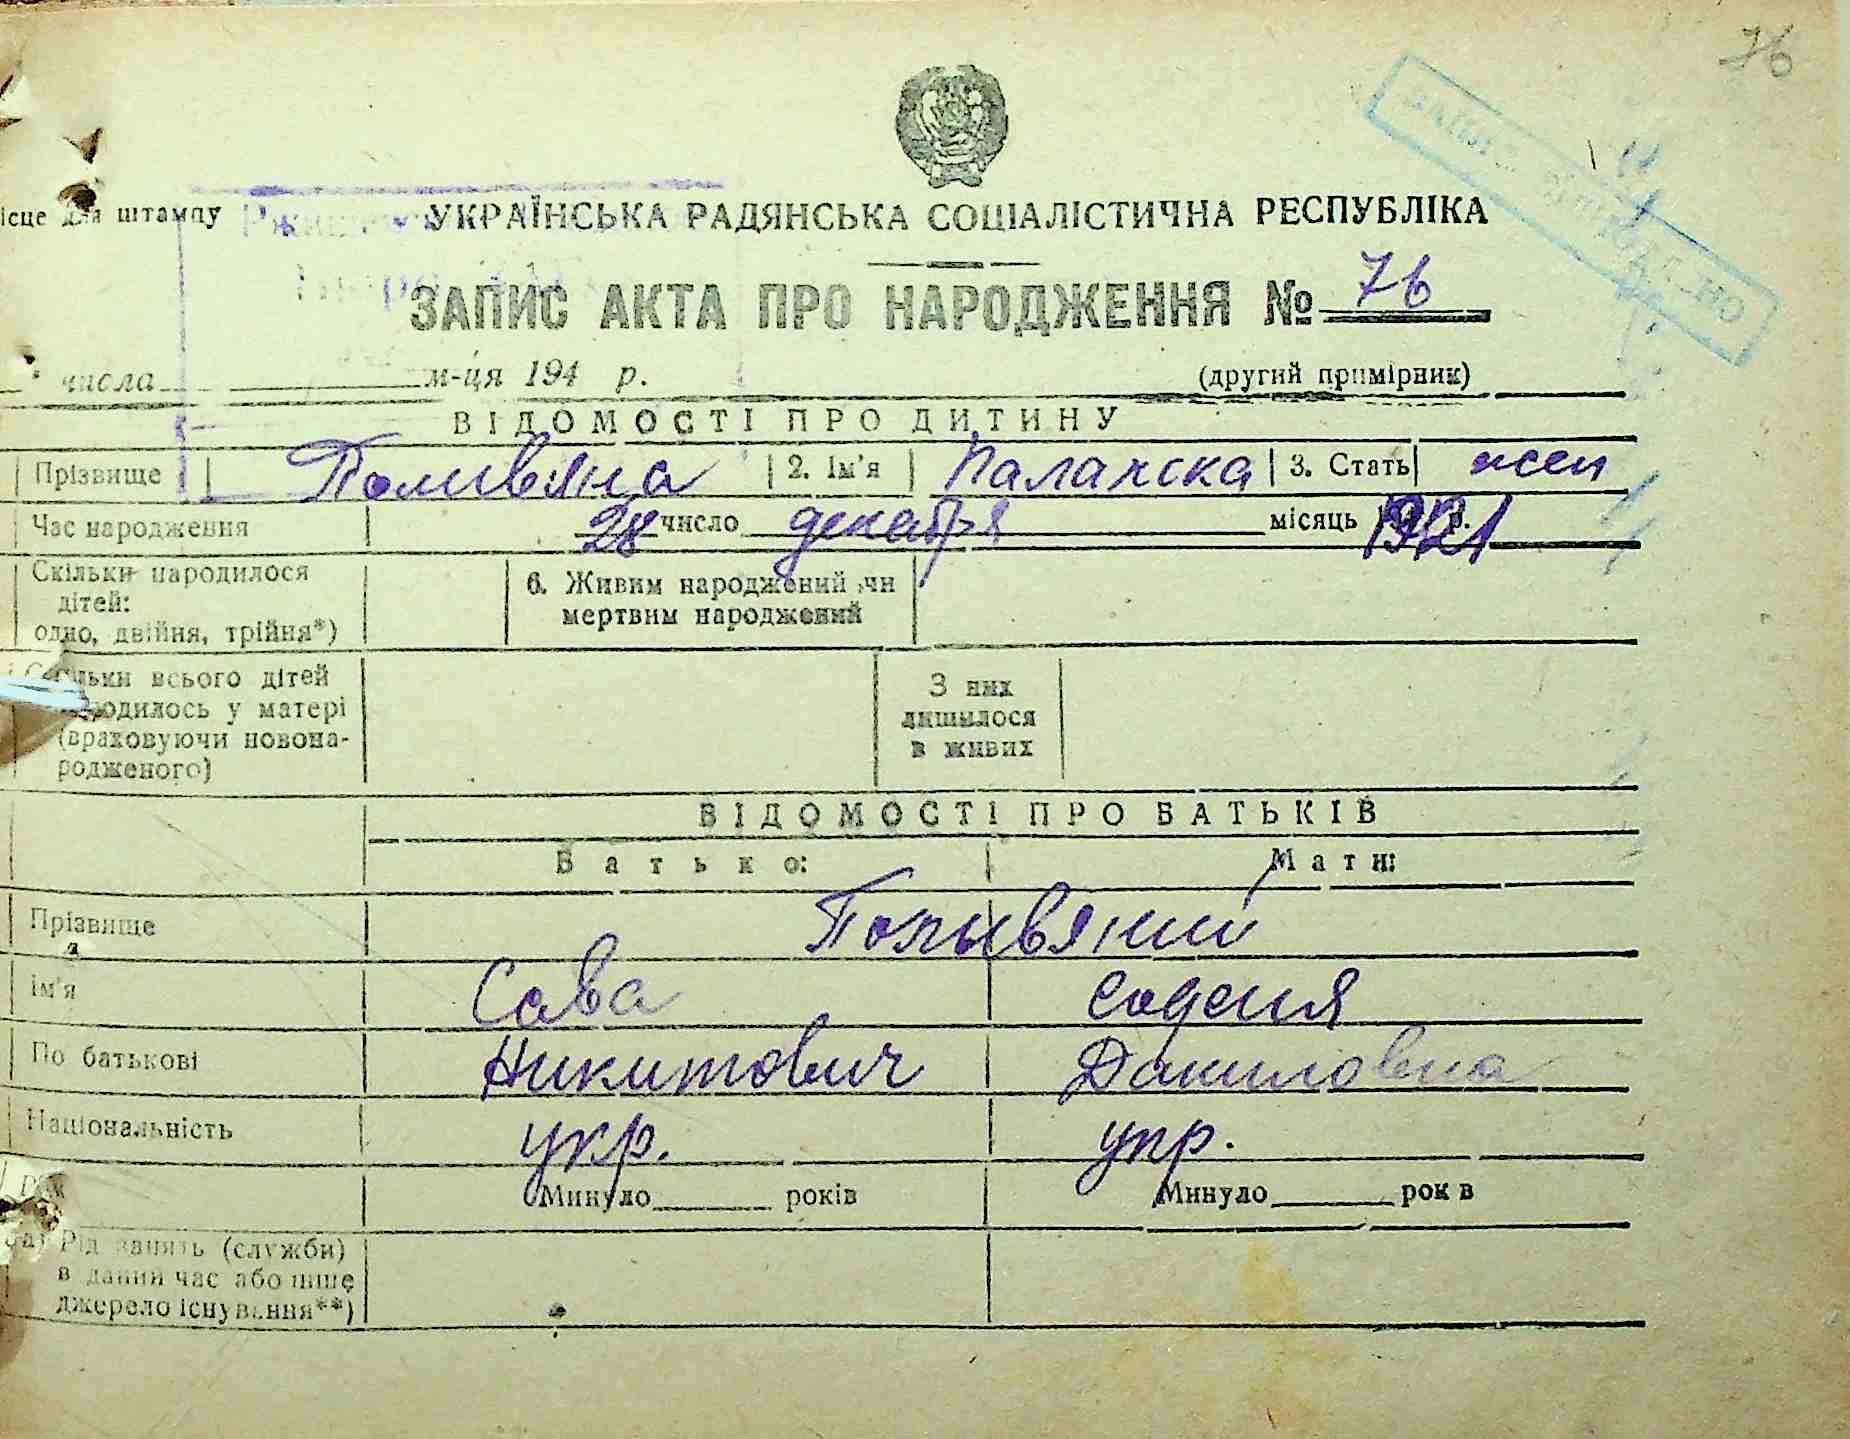 76
місце для штампу
УКРАЇНСЬКА РАДЯНСЬКА СОЦІАЛІСТИЧНА РЕСПУБЛІКА
ЗАПИС АКТА ПРО НАРОДЖЕННЯ № 76
числа м-ця 194 р. (другий примірник)
ВІДОМОСТІ ПРО ДИТИНУ
Прізвище Поливяна 2. Ім'я Палажска 3. Стать жен
Час народження 28 число декабря місяць 1921 р.
Скільки народилося дітей: одно, двійня, трійня*)
6. Живим народжений чи мертвим народжений
Скільки всього дітей народилось у матері (враховуючи новонародженого)
З них лишилося в живих
ВІДОМОСТІ ПРО БАТЬКІВ
Батько: Мати:
Прізвище Поливяний
ім'я Сава
По батькові Никитович Даниловна
Національність укр. укр.
Минуло років Минуло років
а) Рід занять (служби) в даний час або інше джерело існування**)